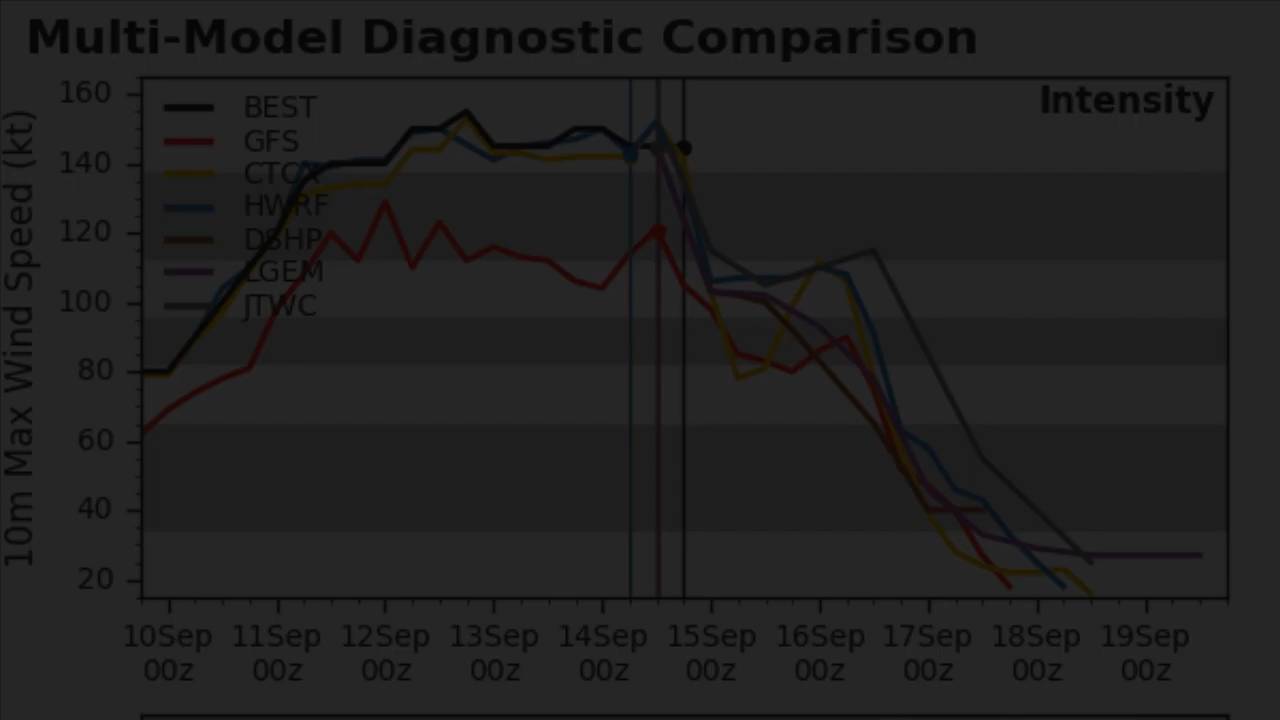 Multi-Model Diagnostic Comparison
Intensity
10m Max Wind Speed (kt)
160
140
120
100
80
60
40
20
BEST
GFS
CTCX
HWRF
DSHP
LGEM
JTWC
10Sep 11Sep 12Sep 13Sep 14Sep 15Sep 16Sep 17Sep 18Sep 19Sep
00z 00z 00z 00z 00z 00z 00z 00z 00z 00z